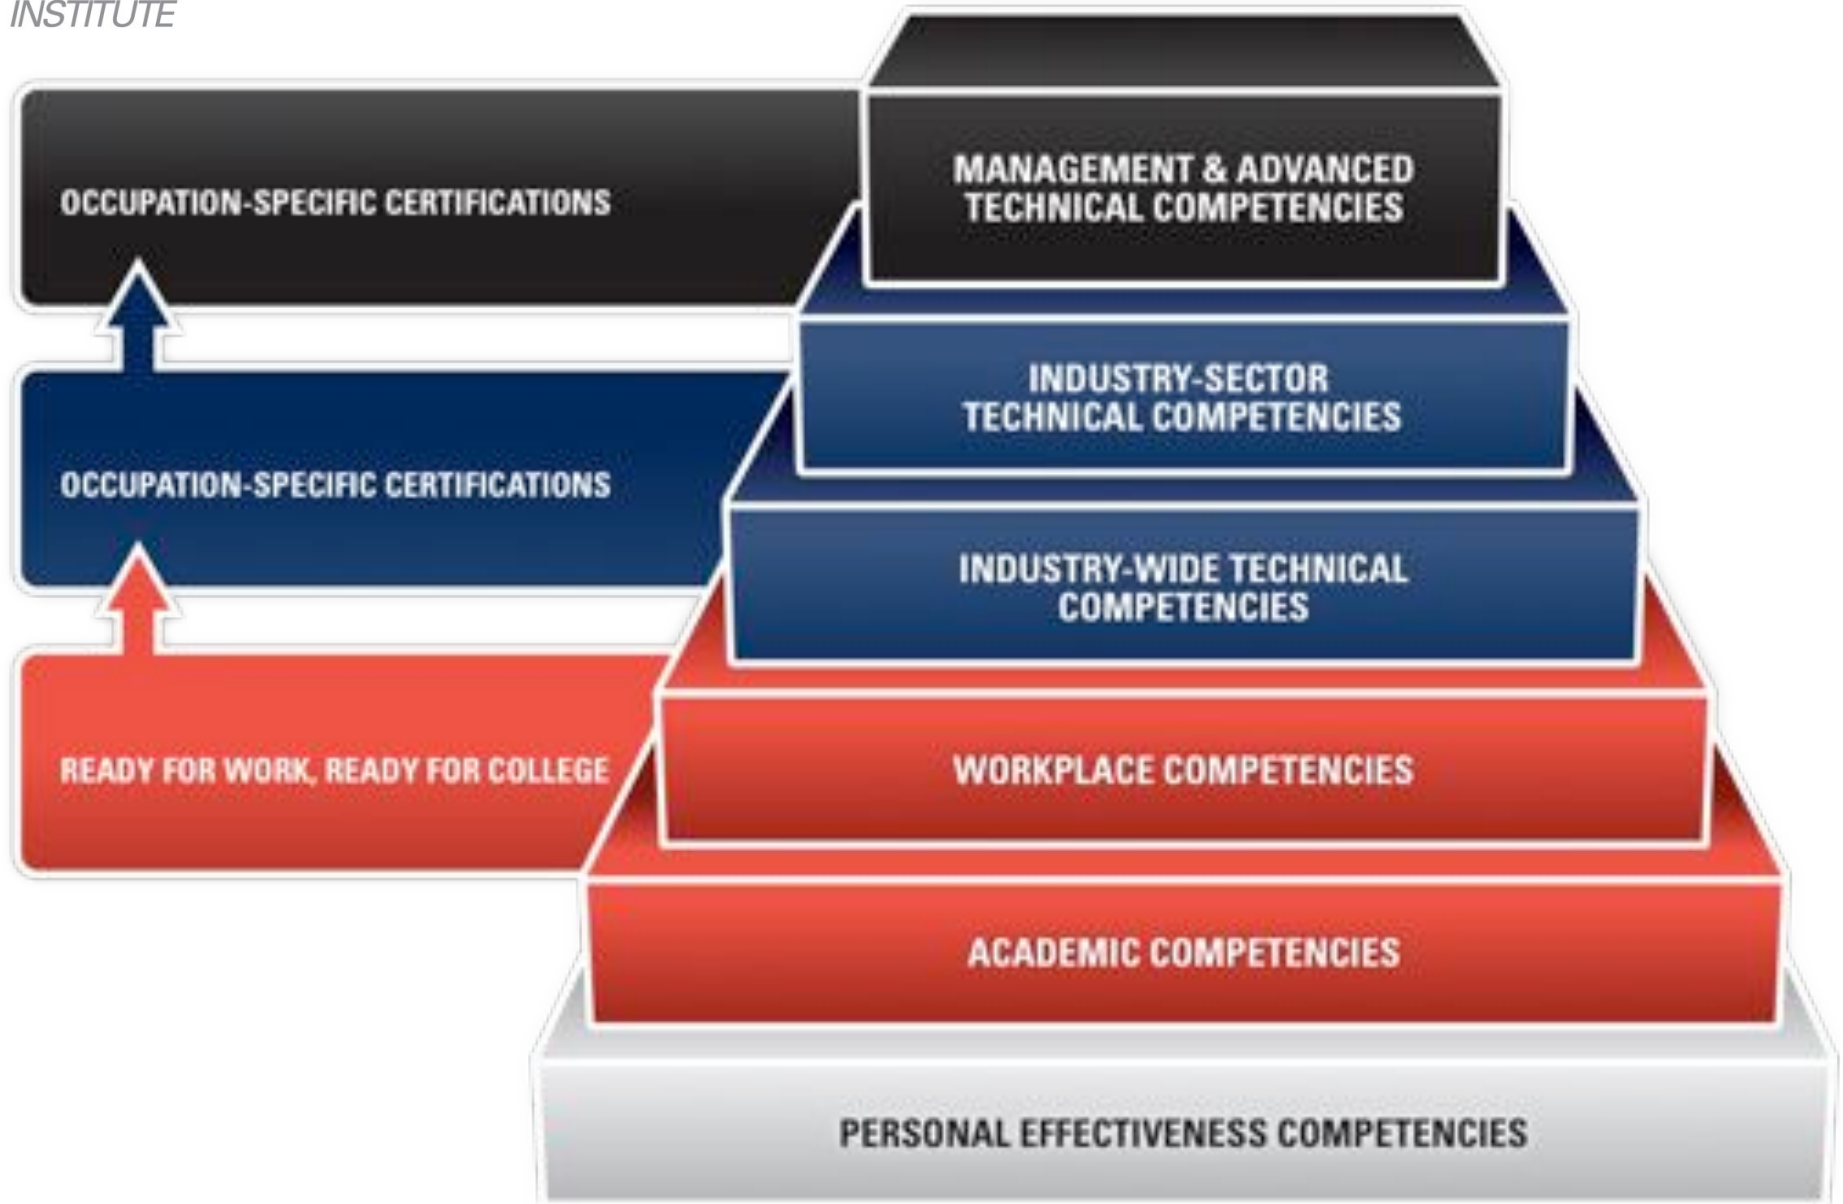 INSTITUTE
OCCUPATION-SPECIFIC CERTIFICATIONS
MANAGEMENT & ADVANCED
TECHNICAL COMPETENCIES
INDUSTRY-SECTOR
TECHNICAL COMPETENCIES
OCCUPATION-SPECIFIC CERTIFICATIONS
INDUSTRY-WIDE TECHNICAL
COMPETENCIES
READY FOR WORK, READY FOR COLLEGE
WORKPLACE COMPETENCIES
ACADEMIC COMPETENCIES
PERSONAL EFFECTIVENESS COMPETENCIES